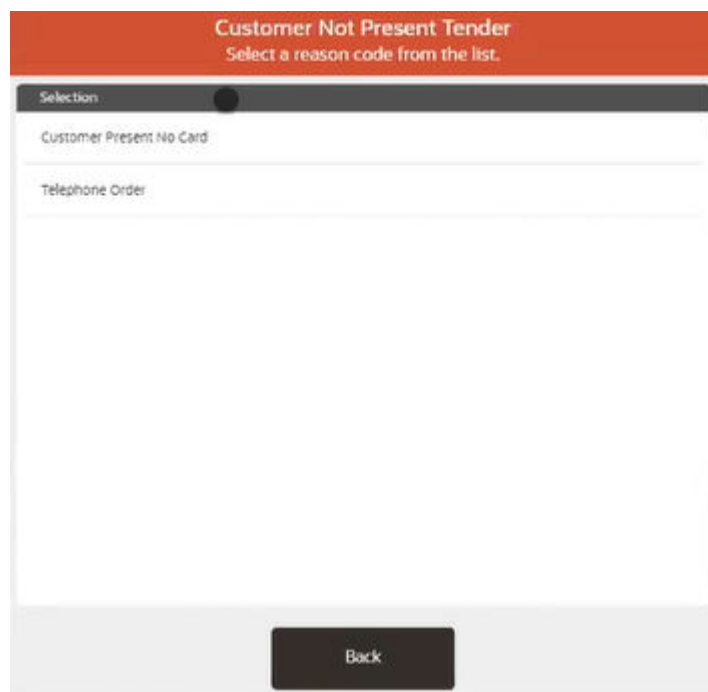 Customer Not Present Tender
Select a reason code from the list.
Selection
Customer Present No Card
Telephone Order
Back